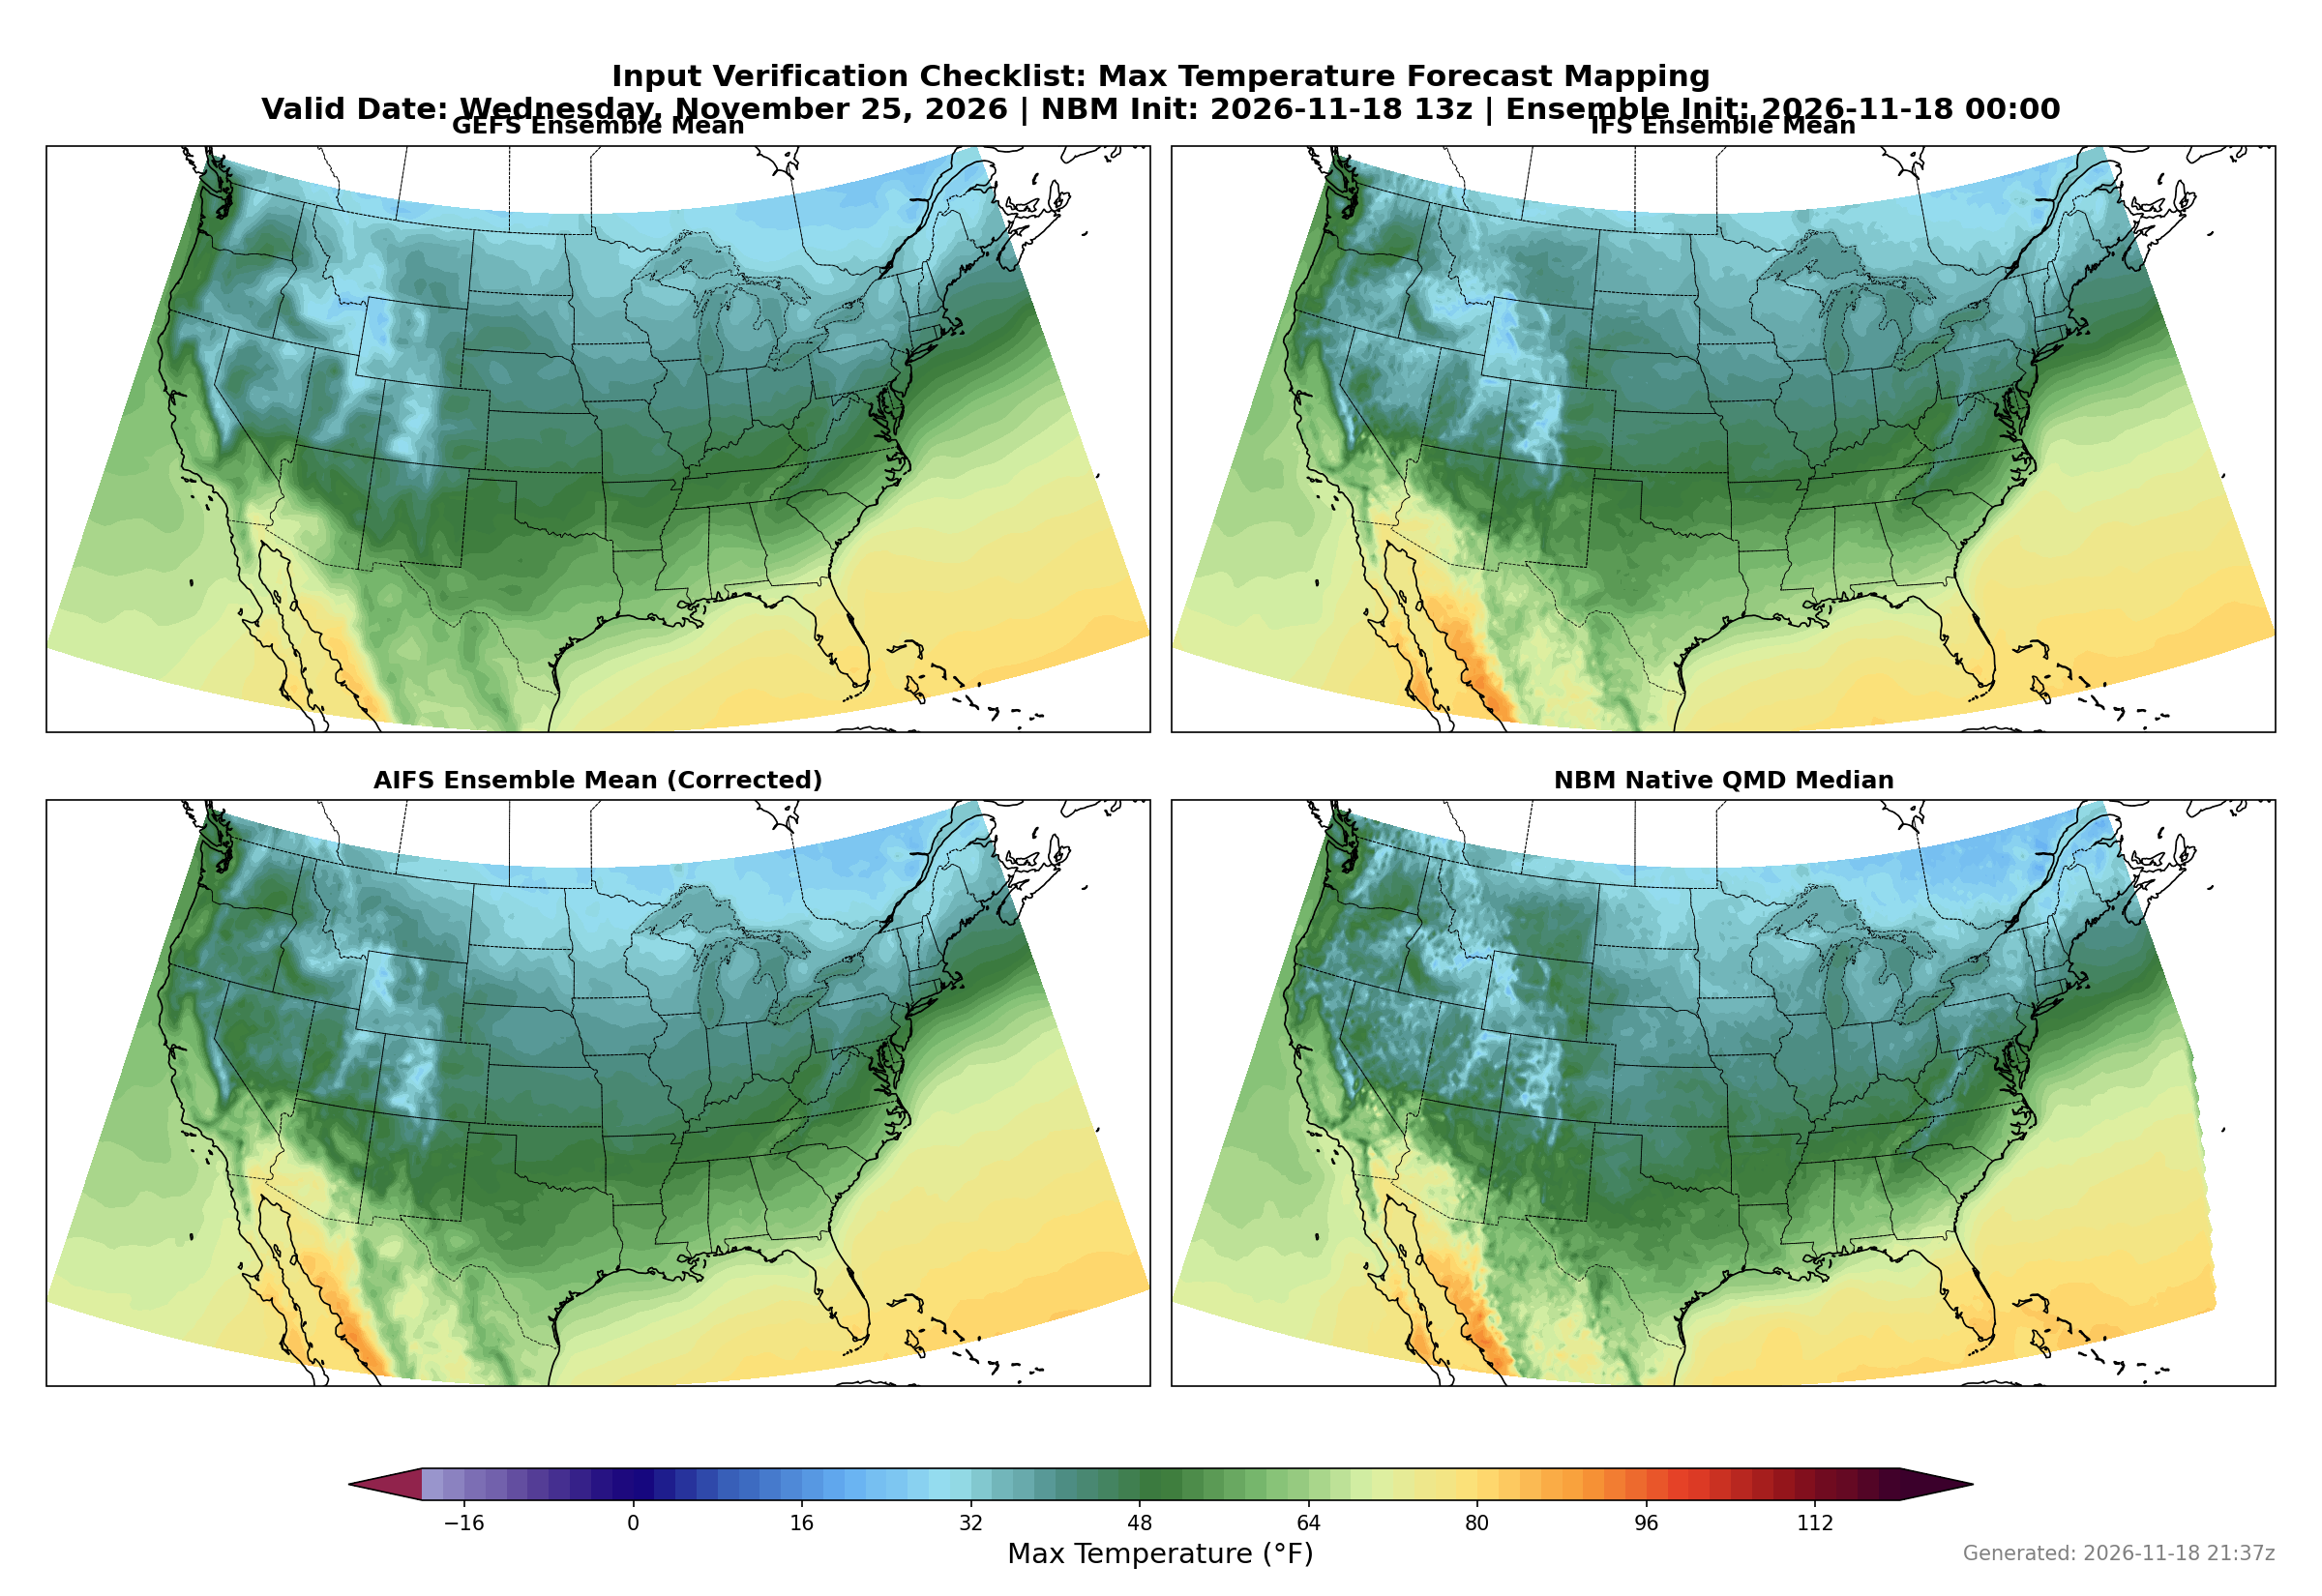 Input Verification Checklist: Max Temperature Forecast Mapping
Valid Date: Wednesday, November 25, 2026 | NBM Init: 2026-11-18 13z | Ensemble Init: 2026-11-18 00:00
GEFS Ensemble Mean
IFS Ensemble Mean
AIFS Ensemble Mean (Corrected)
NBM Native QMD Median
−16 0 16 32 48 64 80 96 112
Max Temperature (°F)
Generated: 2026-11-18 21:37z